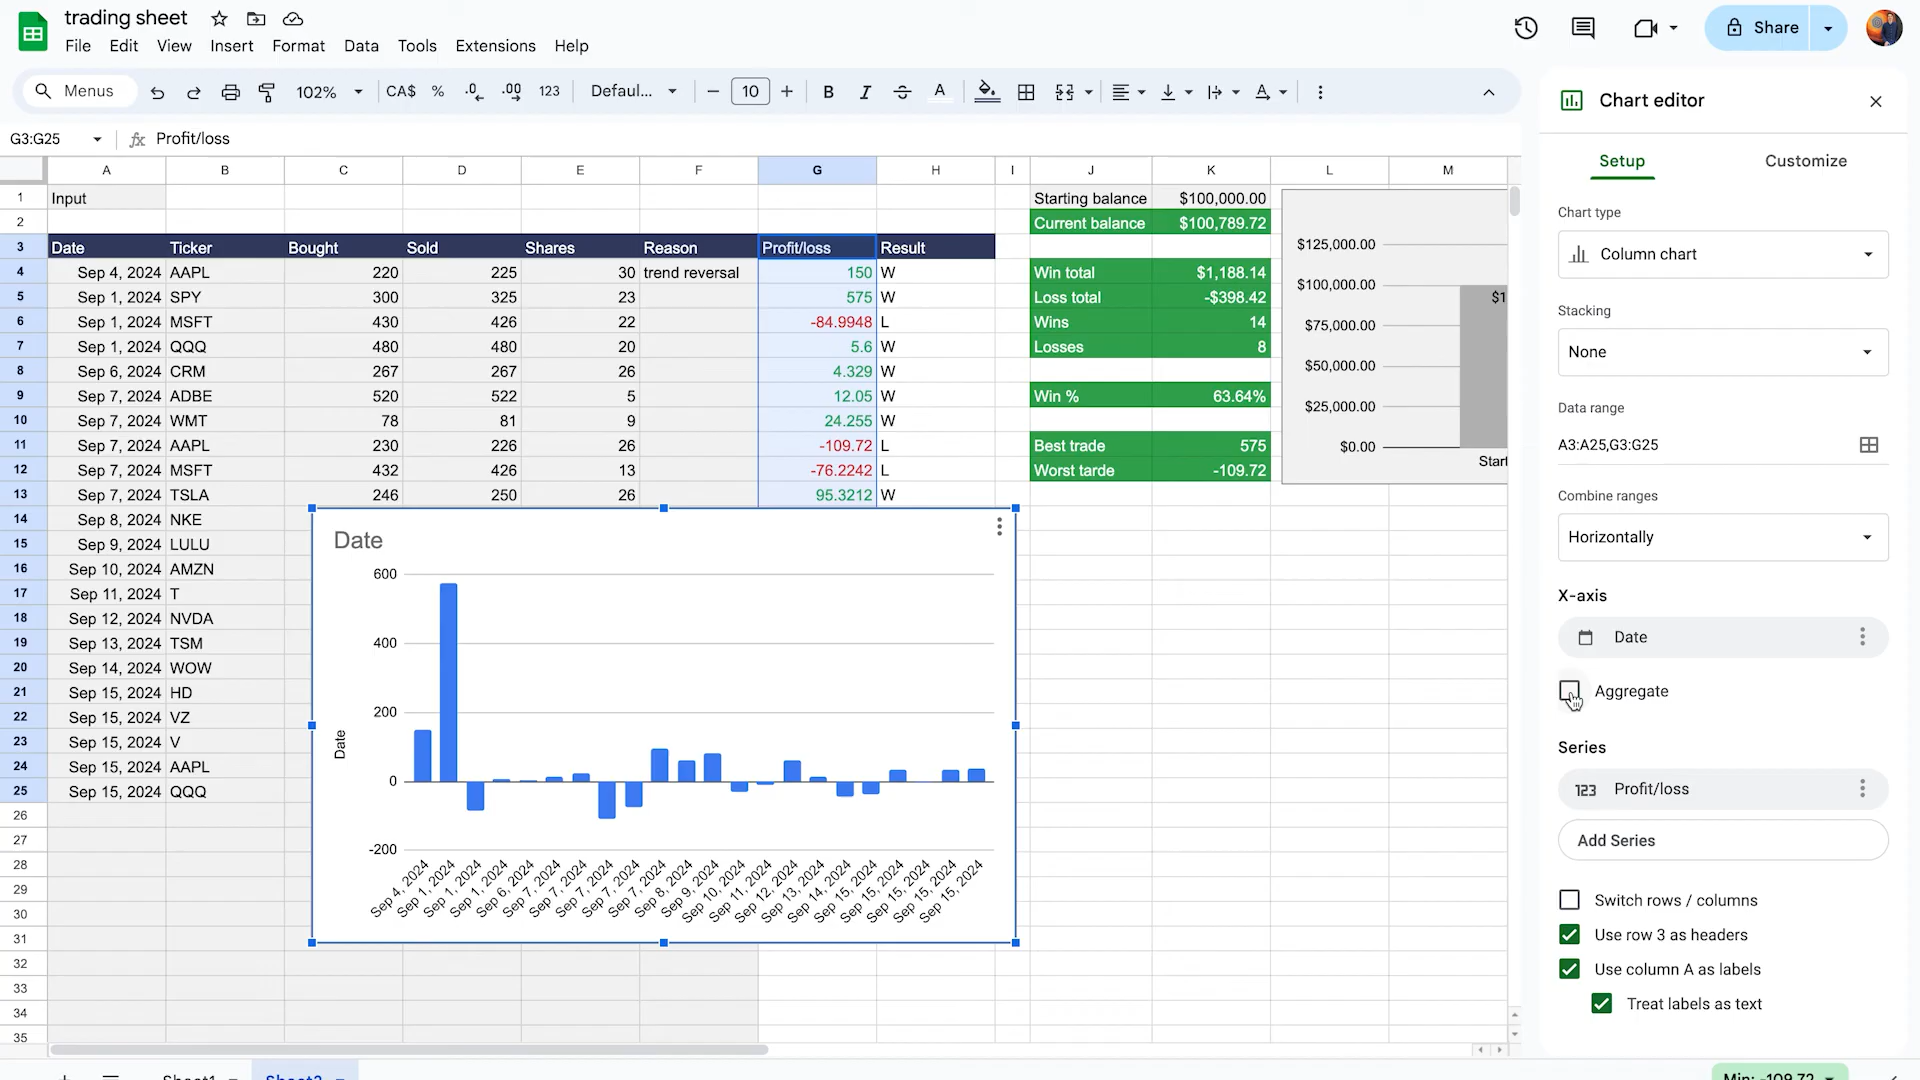 trading sheet
File Edit View Insert Format Data Tools Extensions Help
Share
Menus 102% CA$ % .0 .00 123 Defaul... 10 B I A
G3:G25 fx Profit/loss
A B C D E F G H I J K L M
1 Input Starting balance $100,000.00
2 Current balance $100,789.72
3 Date Ticker Bought Sold Shares Reason Profit/loss Result
4 Sep 4, 2024 AAPL 220 225 30 trend reversal 150 W Win total $1,188.14
5 Sep 1, 2024 SPY 300 325 23 575 W Loss total -$398.42
6 Sep 1, 2024 MSFT 430 426 22 -84.9948 L Wins 14
7 Sep 1, 2024 QQQ 480 480 20 5.6 W Losses 8
8 Sep 6, 2024 CRM 267 267 26 4.329 W
9 Sep 7, 2024 ADBE 520 522 5 12.05 W Win % 63.64%
10 Sep 7, 2024 WMT 78 81 9 24.255 W
11 Sep 7, 2024 AAPL 230 226 26 -109.72 L Best trade 575
12 Sep 7, 2024 MSFT 432 426 13 -76.2242 L Worst tarde -109.72
13 Sep 7, 2024 TSLA 246 250 26 95.3212 W
14 Sep 8, 2024 NKE
15 Sep 9, 2024 LULU
16 Sep 10, 2024 AMZN
17 Sep 11, 2024 T
18 Sep 12, 2024 NVDA
19 Sep 13, 2024 TSM
20 Sep 14, 2024 WOW
21 Sep 15, 2024 HD
22 Sep 15, 2024 VZ
23 Sep 15, 2024 V
24 Sep 15, 2024 AAPL
25 Sep 15, 2024 QQQ
26
27
28
29
30
31
32
33
34
35
$125,000.00
$100,000.00
$1
$75,000.00
$50,000.00
$25,000.00
$0.00
Start
Date
600
400
200
0
-200
Date
Sep 4, 2024
Sep 1, 2024
Sep 1, 2024
Sep 1, 2024
Sep 6, 2024
Sep 7, 2024
Sep 7, 2024
Sep 7, 2024
Sep 7, 2024
Sep 7, 2024
Sep 8, 2024
Sep 9, 2024
Sep 10, 2024
Sep 11, 2024
Sep 12, 2024
Sep 13, 2024
Sep 14, 2024
Sep 15, 2024
Sep 15, 2024
Sep 15, 2024
Sep 15, 2024
Sep 15, 2024
Chart editor
Setup Customize
Chart type
Column chart
Stacking
None
Data range
A3:A25,G3:G25
Combine ranges
Horizontally
X-axis
Date
Aggregate
Series
123 Profit/loss
Add Series
Switch rows / columns
Use row 3 as headers
Use column A as labels
Treat labels as text
Sheet1 Sheet2 Min: -109.72